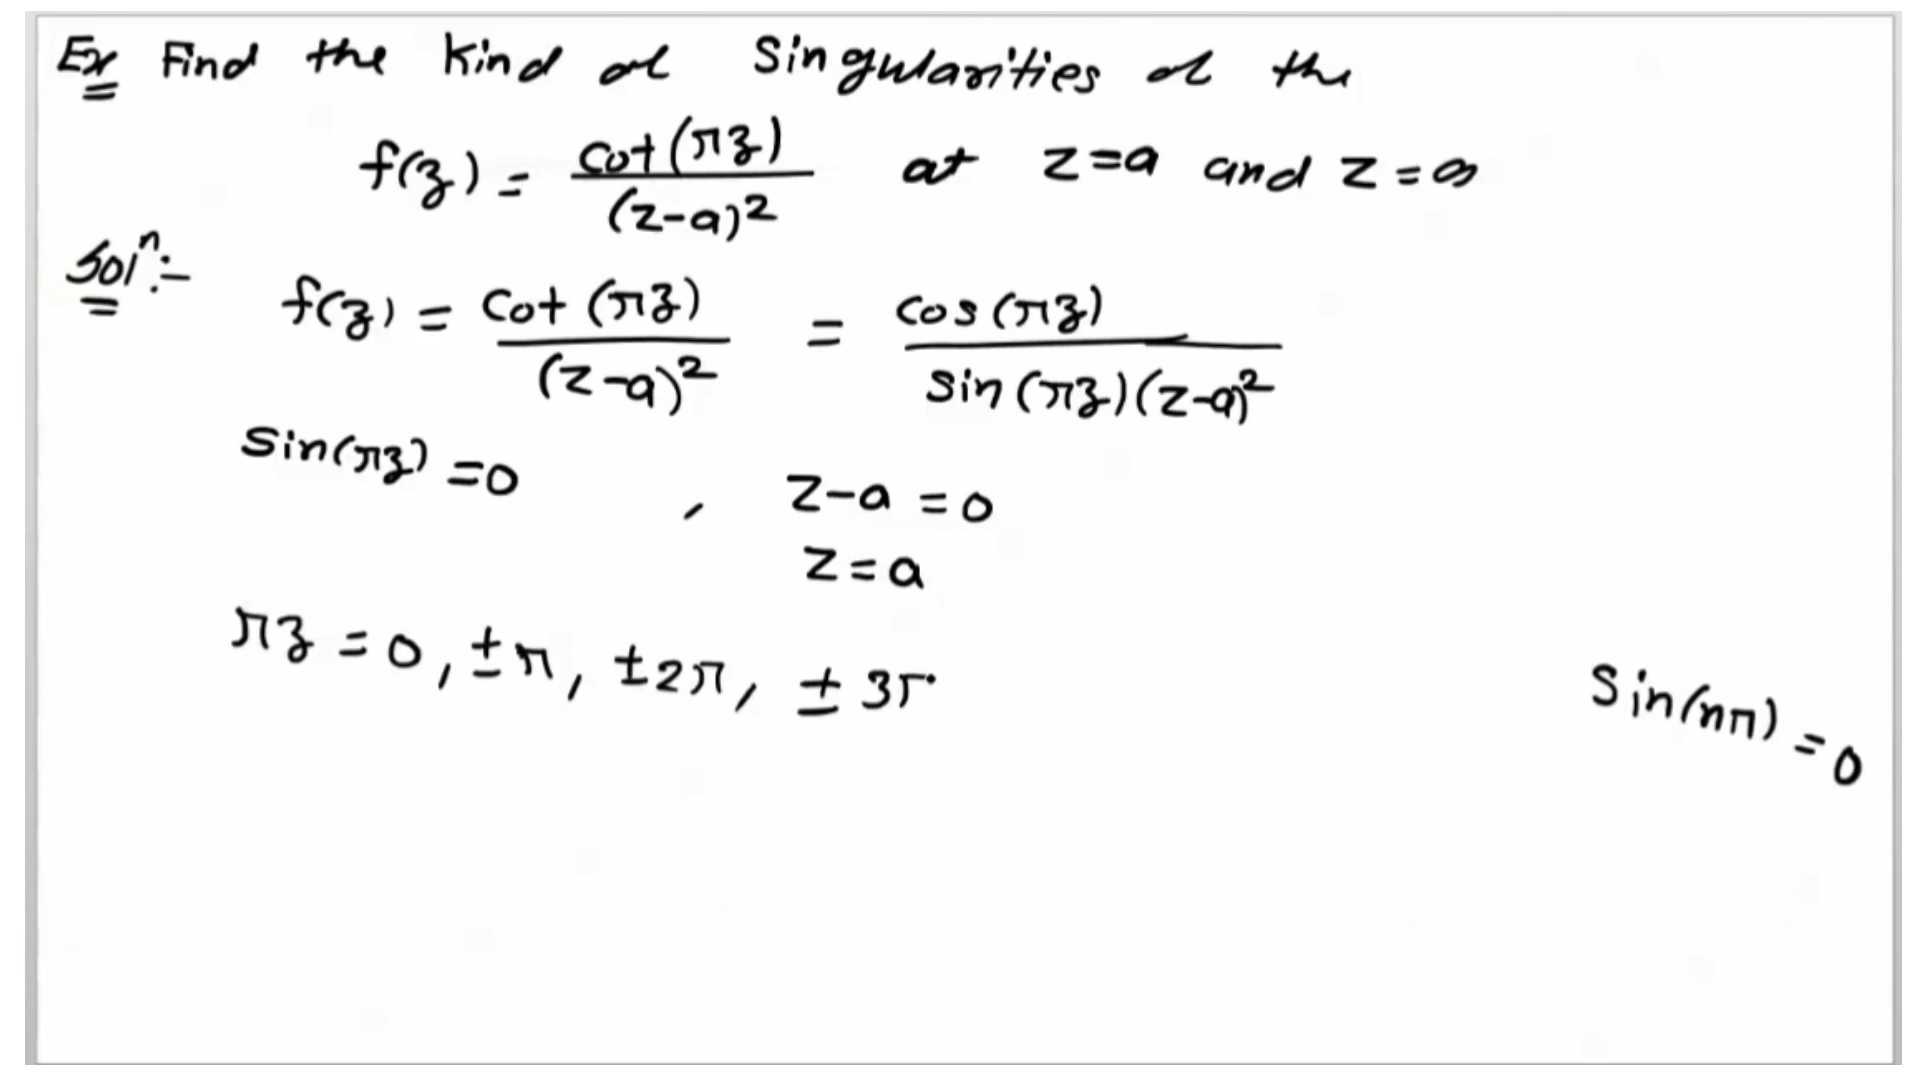 Ex Find the Kind of Singularities of the
f(z) = cot(πz) / (z-a)² at z=a and z=∞
Solⁿ:-
f(z) = cot(πz) / (z-a)² = cos(πz) / sin(πz)(z-a)²
sin(πz) =0 , z-a =0
z=a
πz = 0, ±π, ±2π, ± 3
sin(nπ) =0